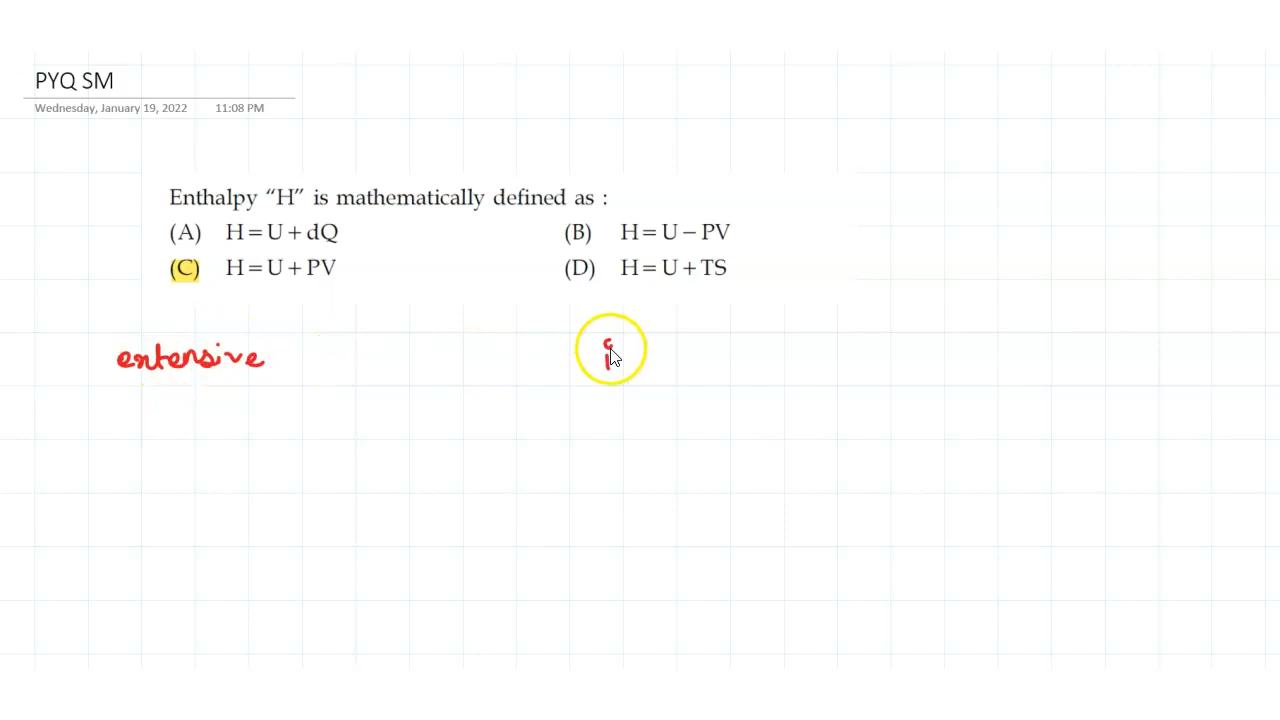 PYQ SM
Wednesday, January 19, 2022 11:08 PM
Enthalpy “H” is mathematically defined as :
(A) H = U + dQ (B) H = U − PV
(C) H = U + PV (D) H = U + TS
extensive